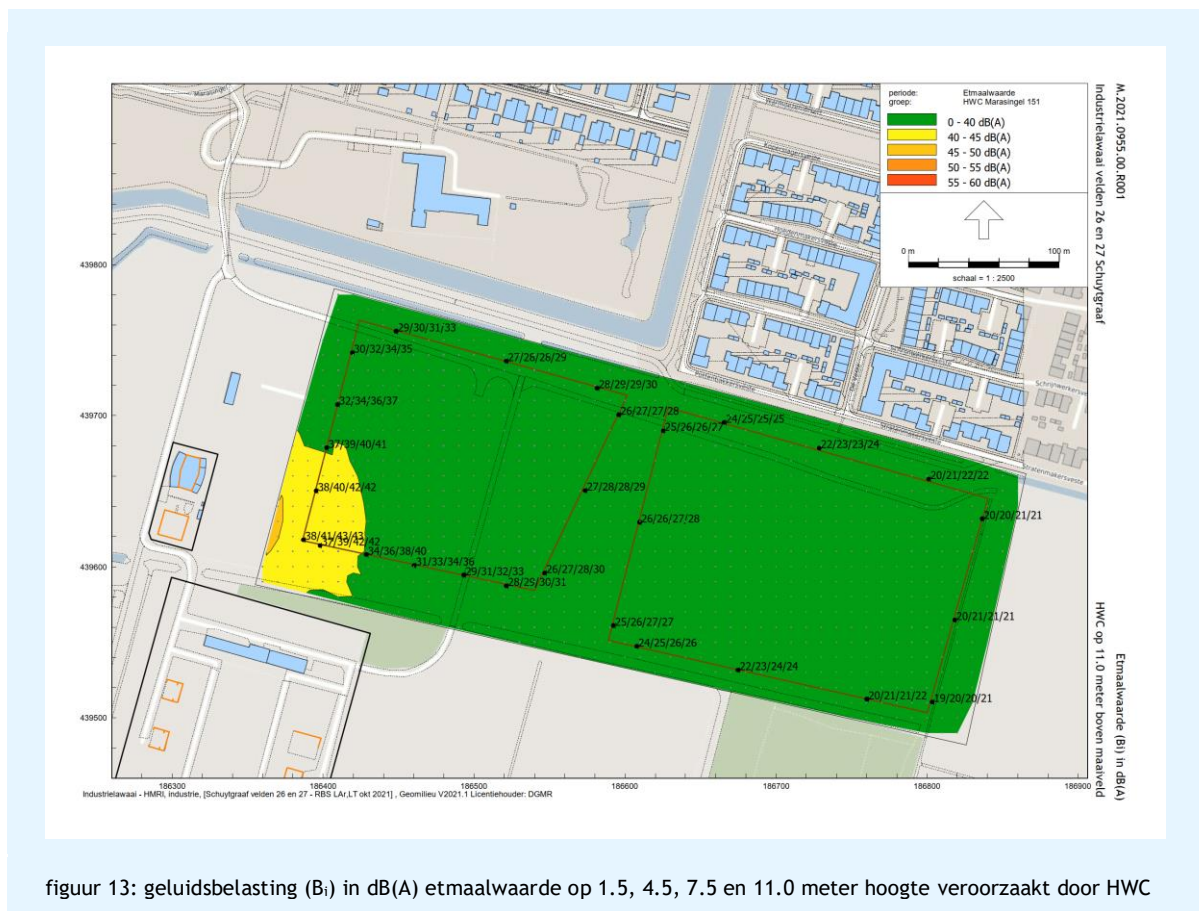 periode: Etmaalwaarde
groep: HWC Marasingel 151
0 - 40 dB(A)
40 - 45 dB(A)
45 - 50 dB(A)
50 - 55 dB(A)
55 - 60 dB(A)
0 m 100 m
schaal = 1 : 2500
M.2021.0955.00.R001
Industrielawaai velden 26 en 27 Schuytgraaf
Etmaalwaarde (Bi) in dB(A)
HWC op 11.0 meter boven maaiveld
Marasingel
439800
439700
439600
439500
29/30/31/33
30/32/34/35
27/26/26/29
28/29/29/30
32/34/36/37
26/27/27/28
24/25/25/25
25/26/26/27
37/39/40/41
22/23/23/24
38/40/42/42
27/28/28/29
20/21/22/22
26/26/27/28
20/20/21/21
38/41/43/43
37/39/42/42
34/36/38/40
31/33/34/36
29/31/32/33
26/27/28/30
28/29/30/31
25/26/27/27
20/21/21/21
24/25/26/26
22/23/24/24
20/21/21/22
19/20/20/21
186300 186400 186500 186600 186700 186800 186900
Industrielawaai - HMRI, industrie, [Schuytgraaf velden 26 en 27 - RBS LAr,LT okt 2021] , Geomilieu V2021.1 Licentiehouder: DGMR
figuur 13: geluidsbelasting (Bi) in dB(A) etmaalwaarde op 1.5, 4.5, 7.5 en 11.0 meter hoogte veroorzaakt door HWC